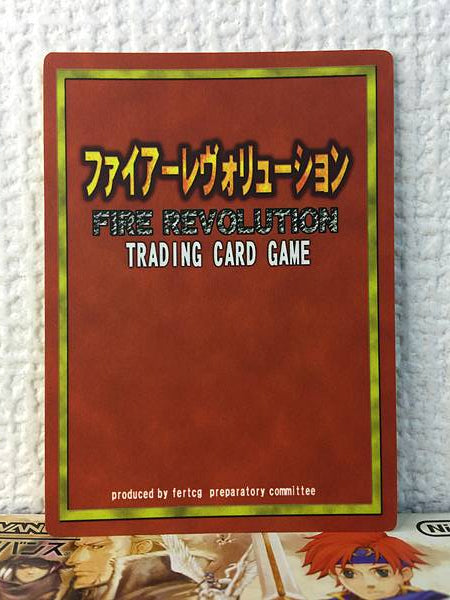 ファイアーレヴォリューション
FIRE REVOLUTION
TRADING CARD GAME
produced by fertcg preparatory committee